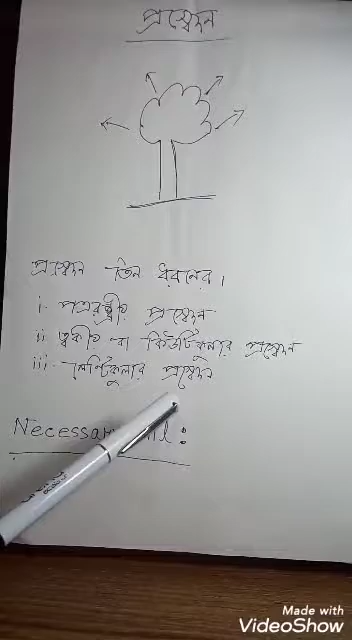 প্রস্বেদন
প্রস্বেদন তিন ধরনের।
i. পত্ররন্ধ্রীয় প্রস্বেদন
ii ত্বকীয় বা কিউটিকুলার প্রস্বেদন
iii. লেন্টিকুলার প্রস্বেদন
:
Made with
VideoShow